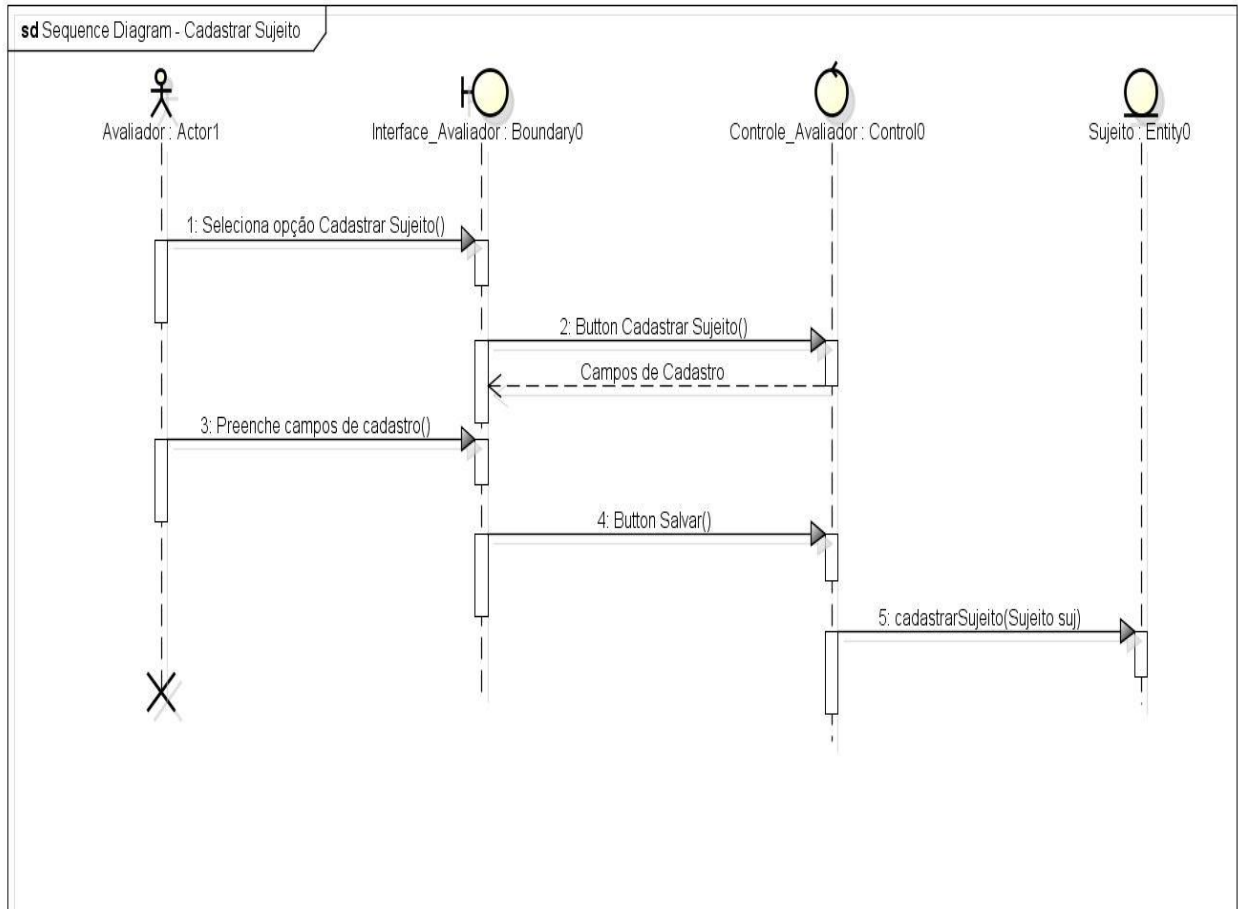 sd Sequence Diagram - Cadastrar Sujeito
Avaliador : Actor1
Interface_Avaliador : Boundary0
Controle_Avaliador : Control0
Sujeito : Entity0
1: Seleciona opção Cadastrar Sujeito()
2: Button Cadastrar Sujeito()
Campos de Cadastro
3: Preenche campos de cadastro()
4: Button Salvar()
5: cadastrarSujeito(Sujeito suj)